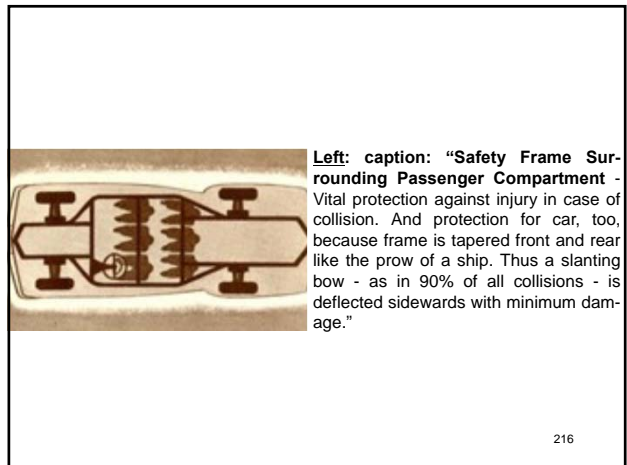 Left: caption: “Safety Frame Sur-
rounding Passenger Compartment -
Vital protection against injury in case of
collision. And protection for car, too,
because frame is tapered front and rear
like the prow of a ship. Thus a slanting
bow - as in 90% of all collisions - is
deflected sidewards with minimum dam-
age.”
216